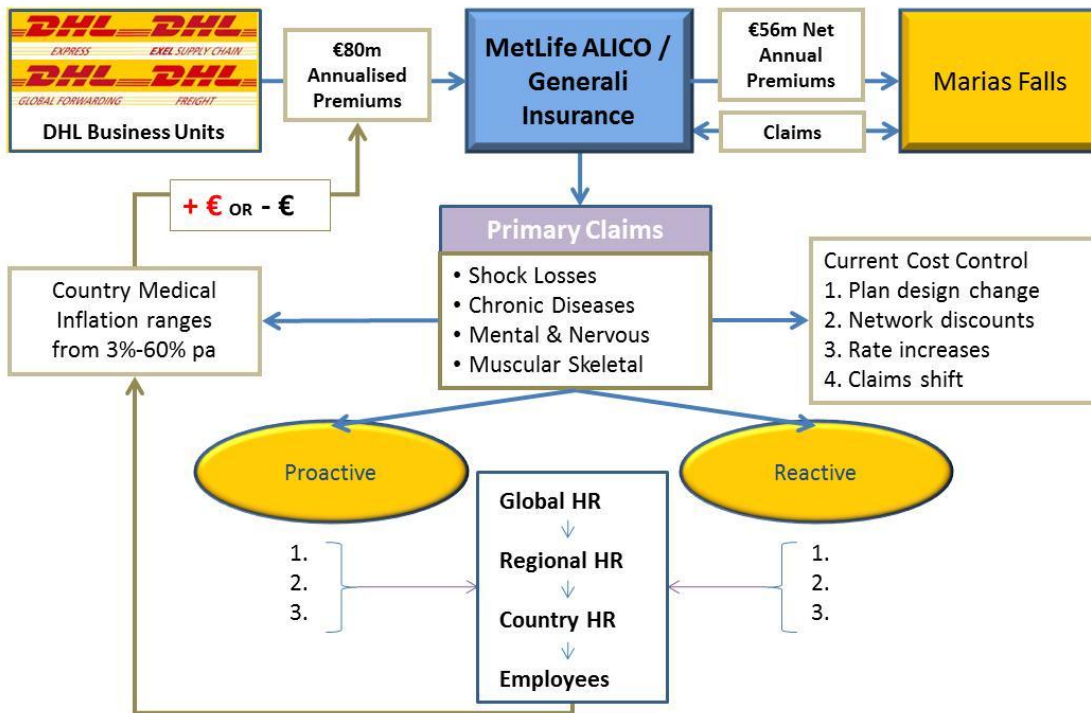 DHL DHL
EXPRESS EXEL SUPPLY CHAIN
DHL DHL
GLOBAL FORWARDING FREIGHT
DHL Business Units
€80m
Annualised
Premiums
MetLife ALICO /
Generali
Insurance
€56m Net
Annual
Premiums
Claims
Marias Falls
+ € OR - €
Country Medical
Inflation ranges
from 3%-60% pa
Primary Claims
• Shock Losses
• Chronic Diseases
• Mental & Nervous
• Muscular Skeletal
Current Cost Control
1. Plan design change
2. Network discounts
3. Rate increases
4. Claims shift
Proactive
Reactive
1.
2.
3.
Global HR
Regional HR
Country HR
Employees
1.
2.
3.